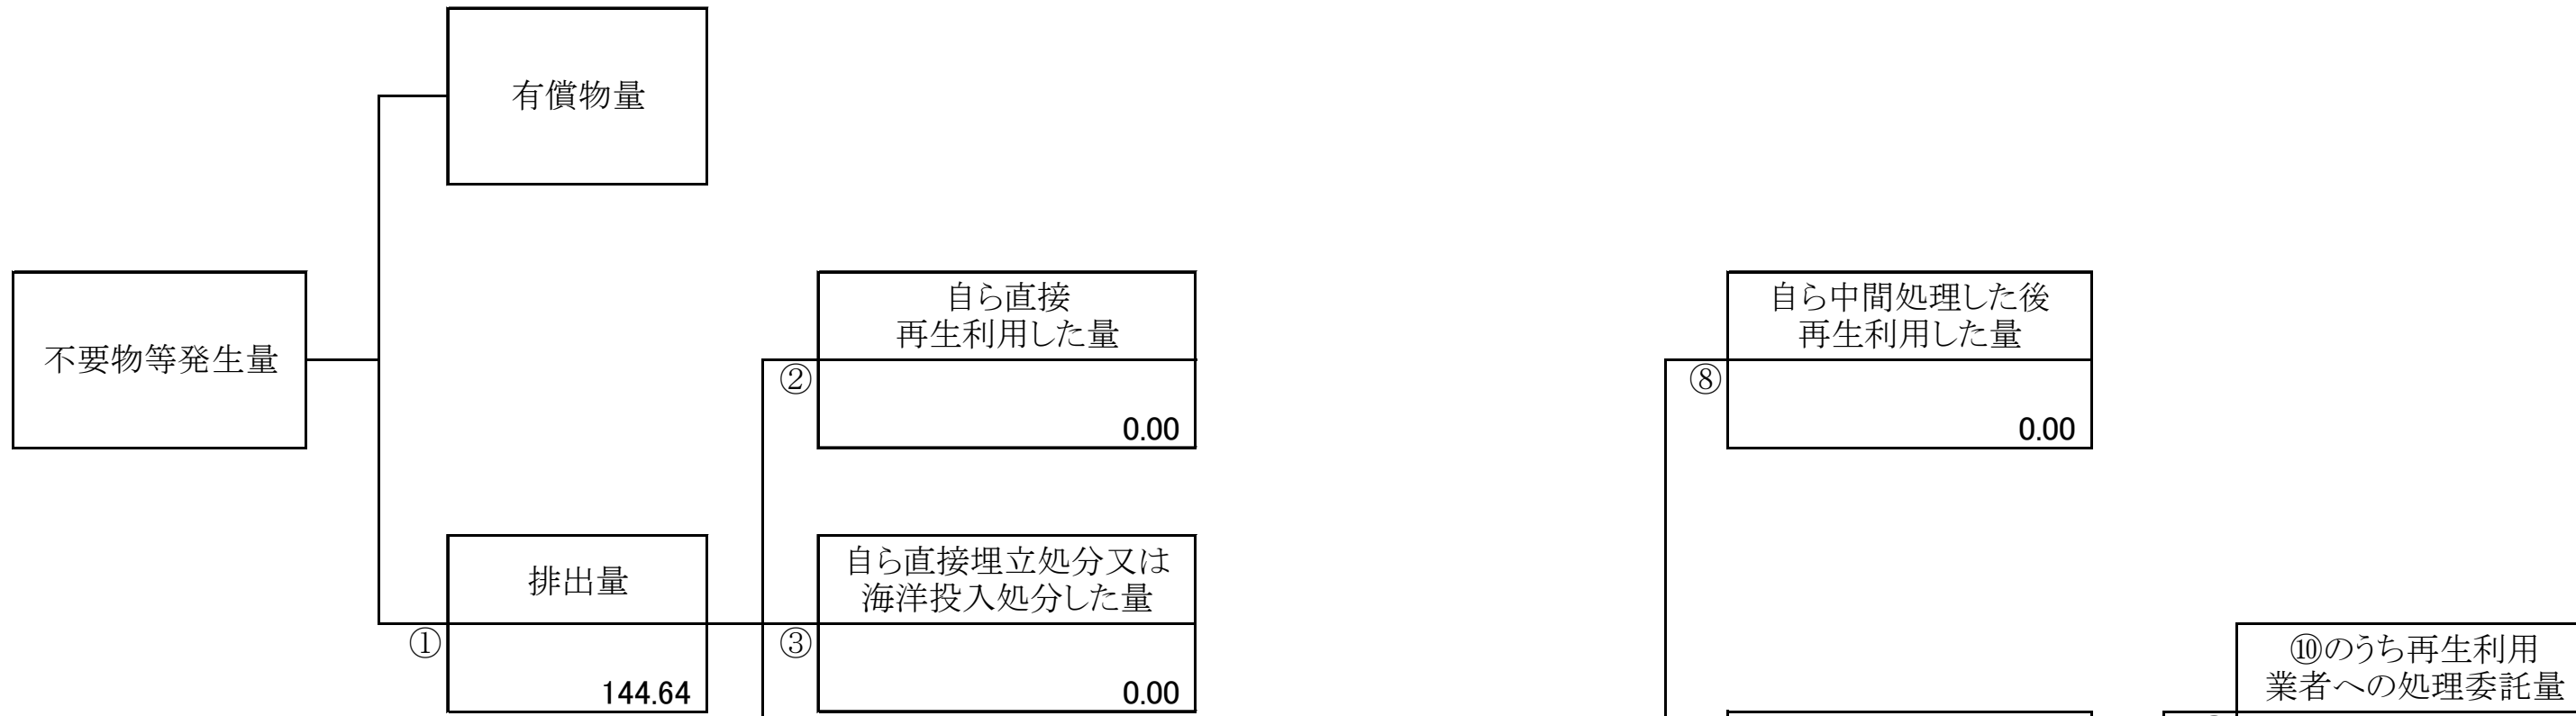 有償物量
不要物等発生量
自ら直接
再生利用した量
②
0.00
自ら中間処理した後
再生利用した量
⑧
0.00
排出量
①
144.64
自ら直接埋立処分又は
海洋投入処分した量
③
0.00
⑩のうち再生利用
業者への処理委託量